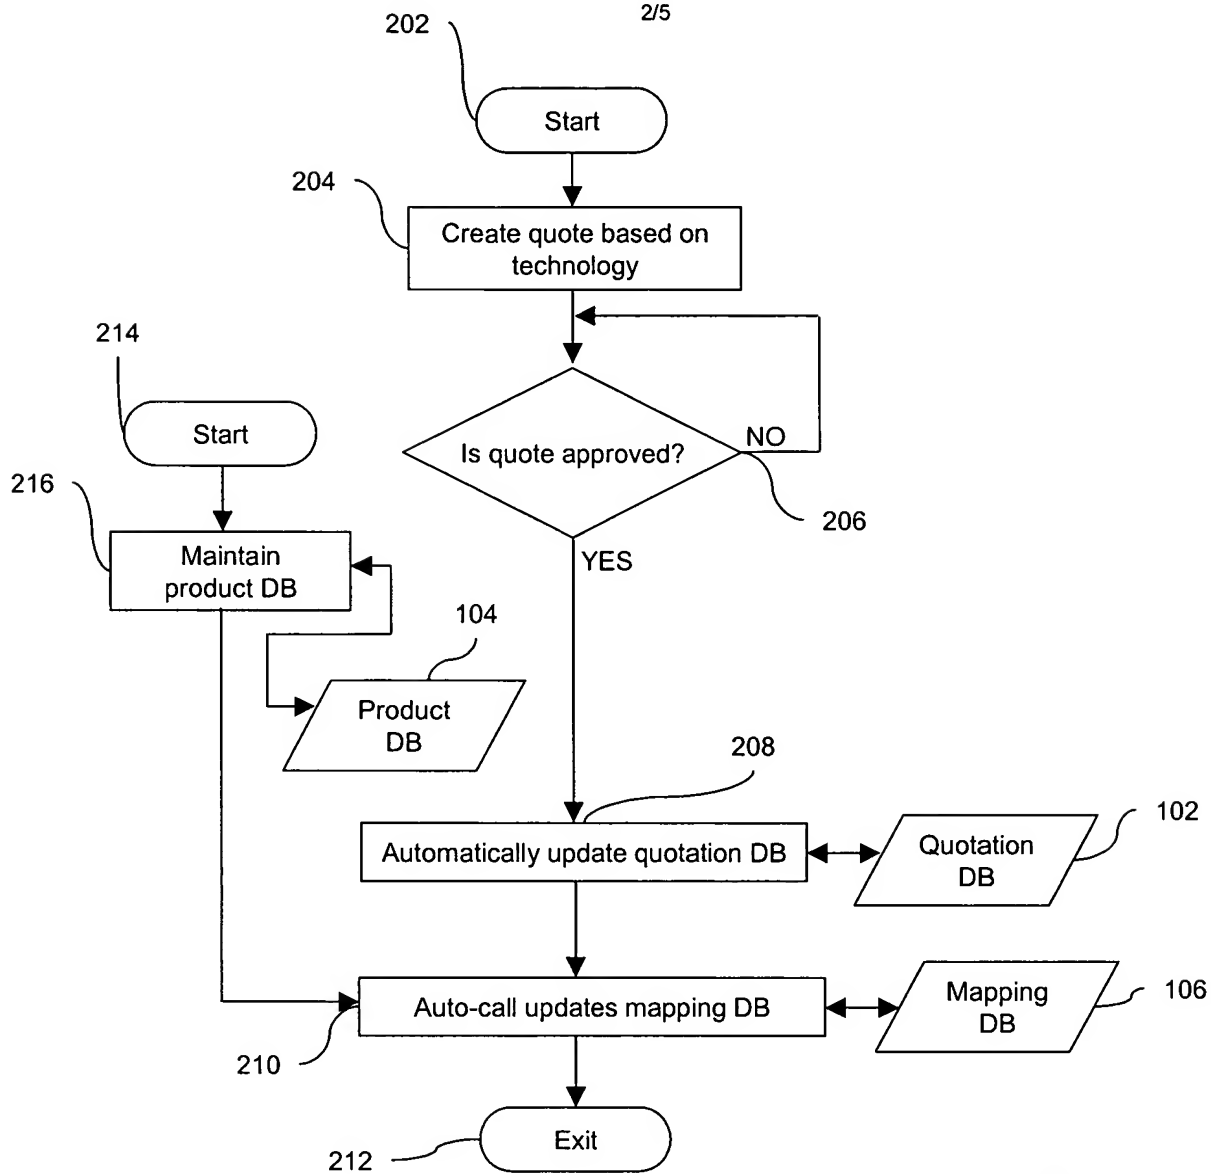 2/5
202
Start
204
Create quote based on
technology
214
Start
Is quote approved?
NO
216
206
Maintain
product DB
YES
104
Product
DB
208
Automatically update quotation DB
Quotation
DB
102
Auto-call updates mapping DB
Mapping
DB
106
210
Exit
212